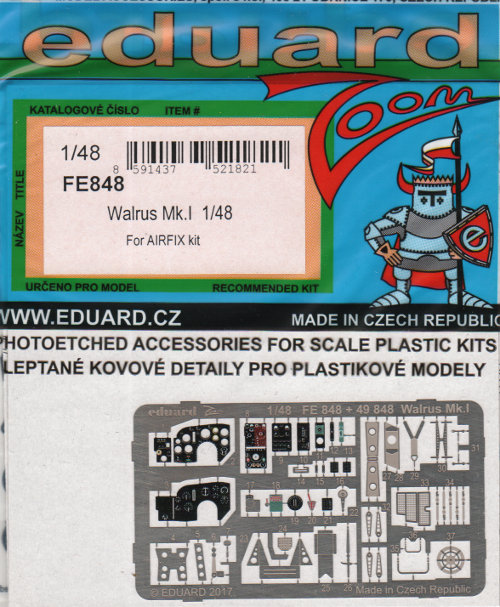 eduard
Zoom
KATALOGOVÉ ČÍSLO ITEM #
1/48
8 591437 521821
FE848
Walrus Mk.I 1/48
For AIRFIX kit
NÁZEV TITLE
URČENO PRO MODEL RECOMMENDED KIT
e
WWW.EDUARD.CZ MADE IN CZECH REPUBLIC
PHOTOETCHED ACCESSORIES FOR SCALE PLASTIC KITS
LEPTANÉ KOVOVÉ DETAILY PRO PLASTIKOVÉ MODELY
eduard 1/48 FE 848 + 49 848 Walrus Mk.I
© EDUARD 2017 Made in Czech Republic